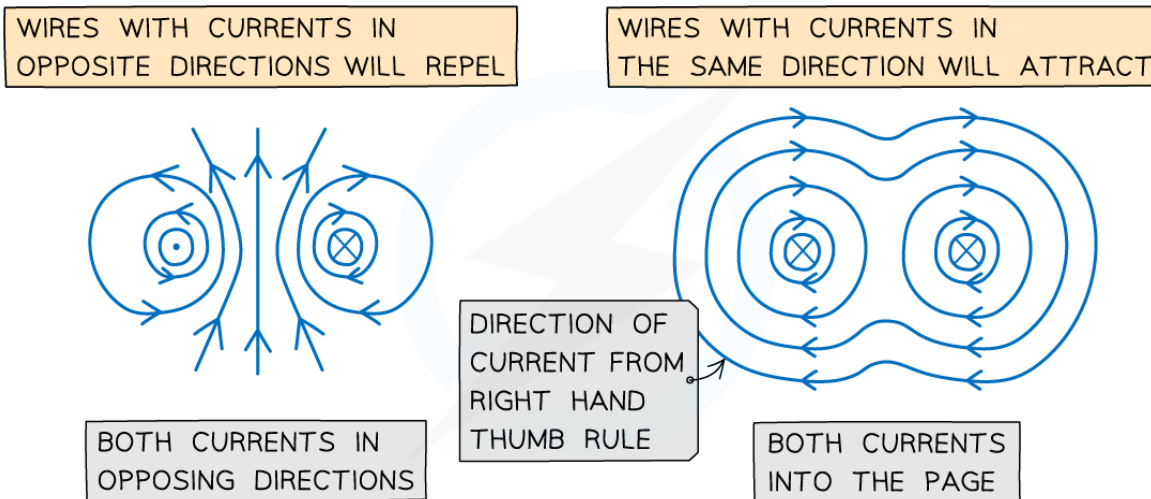 WIRES WITH CURRENTS IN
OPPOSITE DIRECTIONS WILL REPEL
WIRES WITH CURRENTS IN
THE SAME DIRECTION WILL ATTRACT
DIRECTION OF
CURRENT FROM
RIGHT HAND
THUMB RULE
BOTH CURRENTS IN
OPPOSING DIRECTIONS
BOTH CURRENTS
INTO THE PAGE